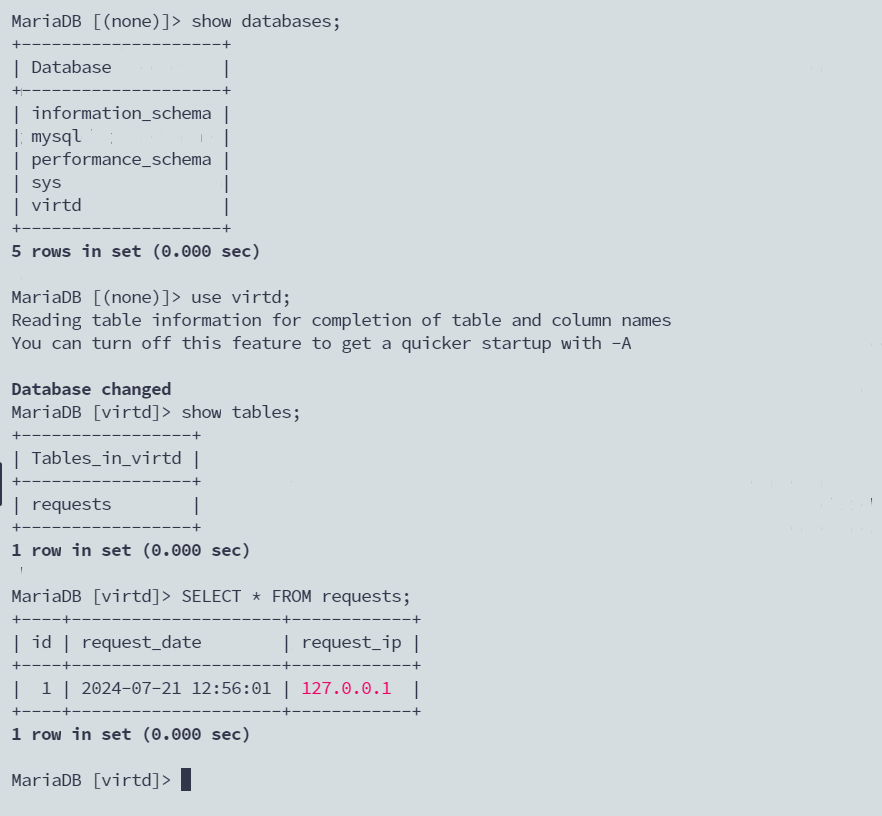 MariaDB [(none)]> show databases;
+--------------------+
| Database           |
+--------------------+
| information_schema |
| mysql              |
| performance_schema |
| sys                |
| virtd              |
+--------------------+
5 rows in set (0.000 sec)

MariaDB [(none)]> use virtd;
Reading table information for completion of table and column names
You can turn off this feature to get a quicker startup with -A

Database changed
MariaDB [virtd]> show tables;
+-----------------+
| Tables_in_virtd |
+-----------------+
| requests        |
+-----------------+
1 row in set (0.000 sec)

MariaDB [virtd]> SELECT * FROM requests;
+----+---------------------+------------+
| id | request_date        | request_ip |
+----+---------------------+------------+
|  1 | 2024-07-21 12:56:01 | 127.0.0.1  |
+----+---------------------+------------+
1 row in set (0.000 sec)

MariaDB [virtd]>